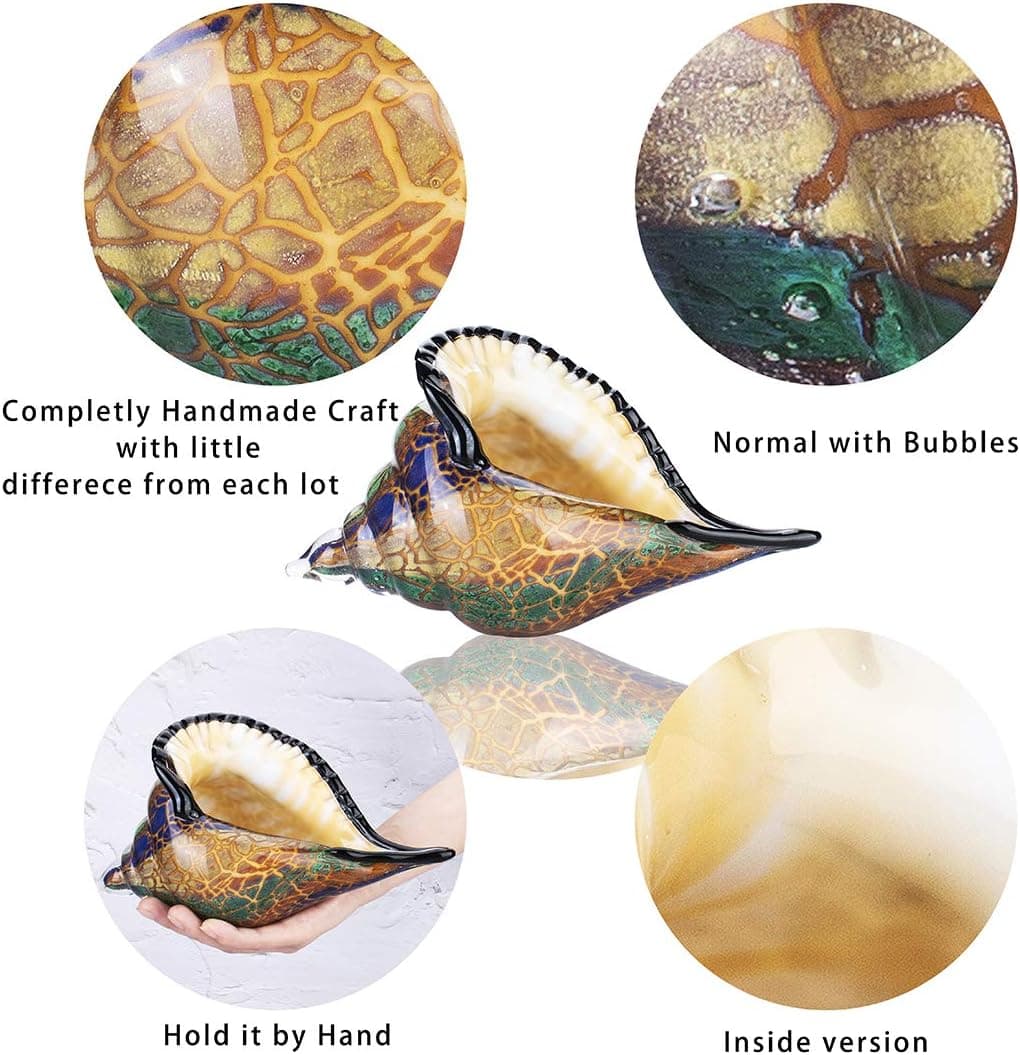 Completly Handmade Craft
with little
differece from each lot
Normal with Bubbles
Hold it by Hand
Inside version